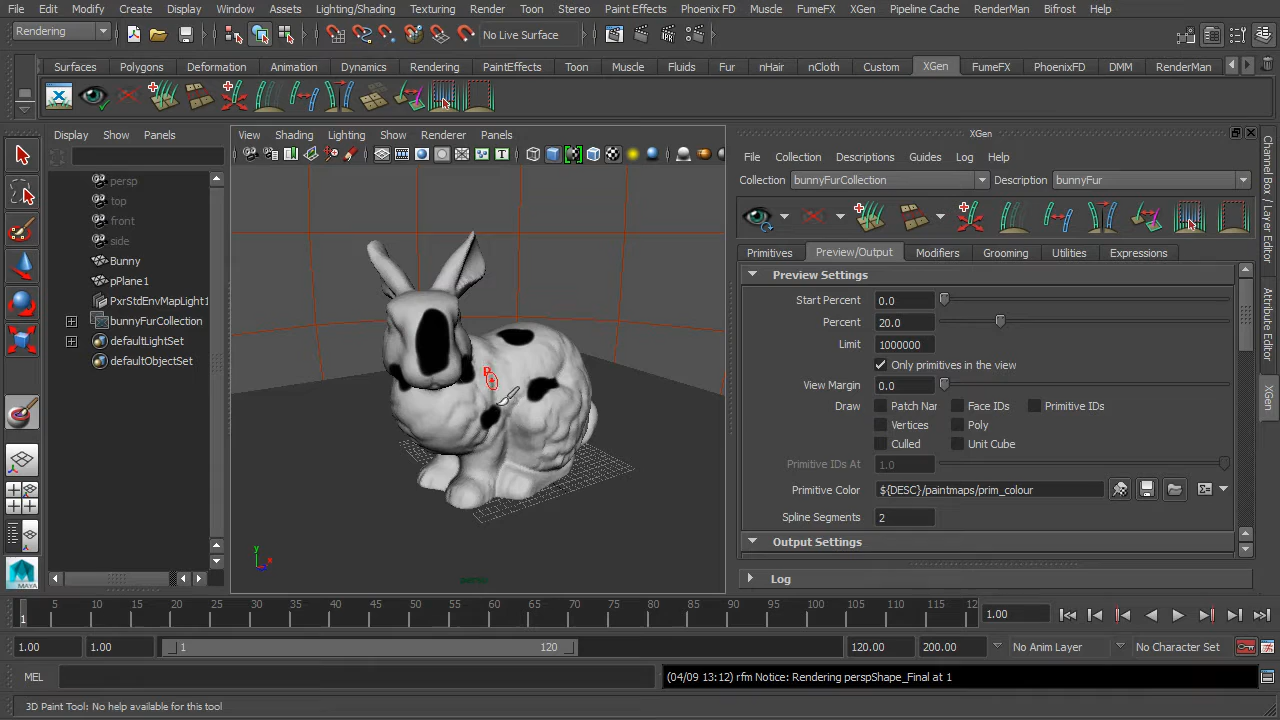 File Edit Modify Create Display Window Assets Lighting/Shading Texturing Render Toon Stereo Paint Effects Phoenix FD Muscle FumeFX XGen Pipeline Cache RenderMan Bifrost Help
Rendering No Live Surface
Surfaces Polygons Deformation Animation Dynamics Rendering PaintEffects Toon Muscle Fluids Fur nHair nCloth Custom XGen FumeFX PhoenixFD DMM RenderMan
Display Show Panels
View Shading Lighting Show Renderer Panels
persp
top
front
side
Bunny
pPlane1
PxrStdEnvMapLight1
bunnyFurCollection
defaultLightSet
defaultObjectSet
MAYA
P
y
x
persp
XGen
File Collection Descriptions Guides Log Help
Collection bunnyFurCollection Description bunnyFur
Primitives Preview/Output Modifiers Grooming Utilities Expressions
Preview Settings
Start Percent 0.0
Percent 20.0
Limit 1000000
Only primitives in the view
View Margin 0.0
Draw Patch Nar Face IDs Primitive IDs
Vertices Poly
Culled Unit Cube
Primitive IDs At 1.0
Primitive Color ${DESC}/paintmaps/prim_colour
Spline Segments 2
Output Settings
Log
Channel Box / Layer Editor
Attribute Editor
XGen
1 5 10 15 20 25 30 35 40 45 50 55 60 65 70 75 80 85 90 95 100 105 110 115 12
1.00
1.00 1.00 1 120 120.00 200.00 No Anim Layer No Character Set
MEL (04/09 13:12) rfm Notice: Rendering perspShape_Final at 1
3D Paint Tool: No help available for this tool